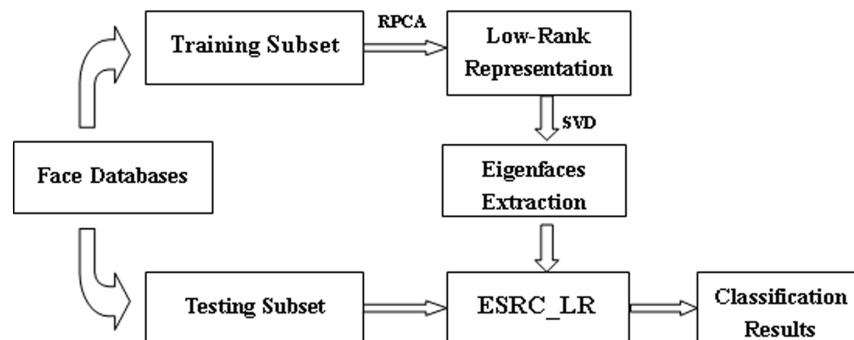 Training Subset
RPCA
Low-Rank
Representation
SVD
Face Databases
Eigenfaces
Extraction
Testing Subset
ESRC_LR
Classification
Results